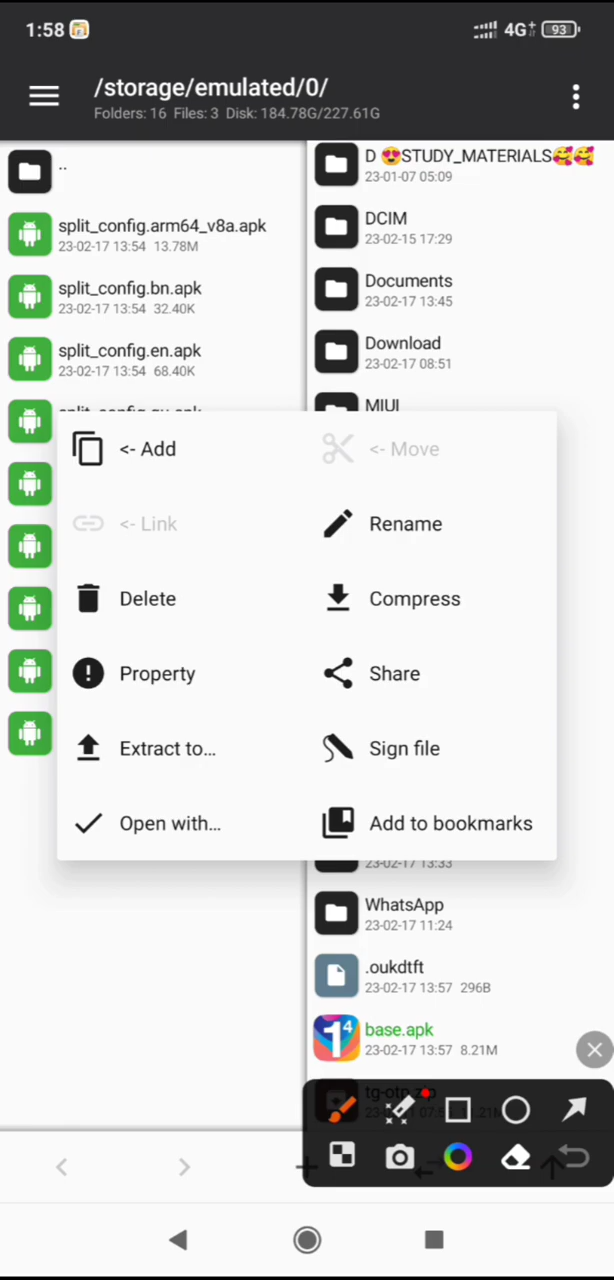 1:58
4G+
93
/storage/emulated/0/
Folders: 16 Files: 3 Disk: 184.78G/227.61G
..
split_config.arm64_v8a.apk
23-02-17 13:54 13.78M
split_config.bn.apk
23-02-17 13:54 32.40K
split_config.en.apk
23-02-17 13:54 68.40K
D 😍STUDY_MATERIALS🥰🥰
23-01-07 05:09
DCIM
23-02-15 17:29
Documents
23-02-17 13:45
Download
23-02-17 08:51
MIUI
<- Add
<- Move
<- Link
Rename
Delete
Compress
Property
Share
Extract to...
Sign file
Open with...
Add to bookmarks
23-02-17 13:33
WhatsApp
23-02-17 11:24
.oukdtft
23-02-17 13:57 296B
base.apk
23-02-17 13:57 8.21M
tg-otp.zip